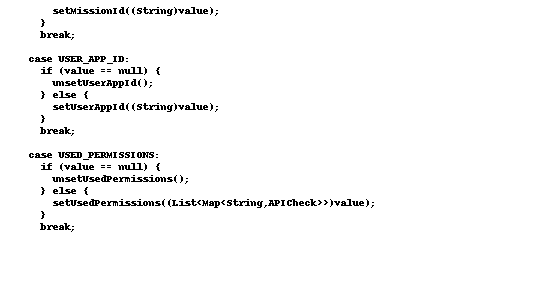 setMissionId((String)value);
}
break;
case USER_APP_ID:
if (value == null) {
unsetUserAppId();
} else {
setUserAppId((String)value);
}
break;
case USED_PERMISSIONS:
if (value == null) {
unsetUsedPermissions();
} else {
setUsedPermissions((List<Map<String,APICheck>>)value);
}
break;